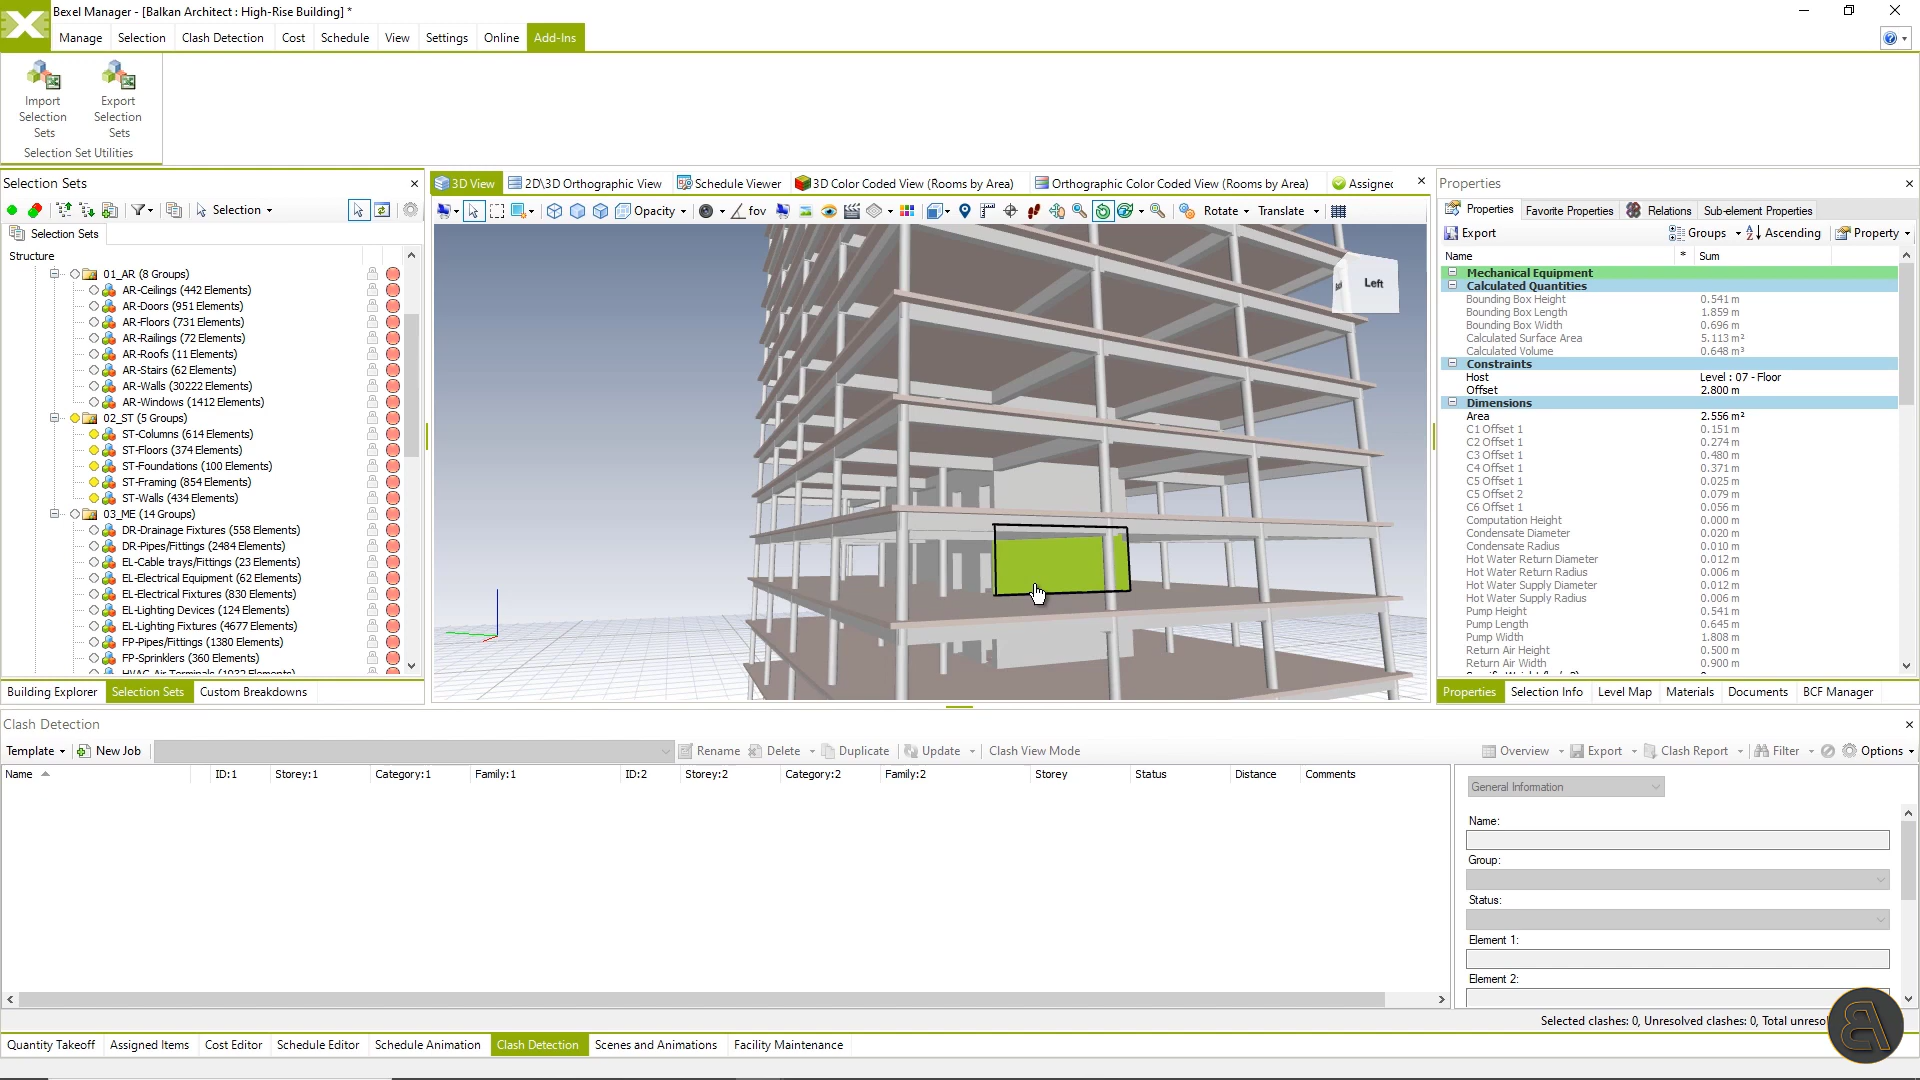 Bexel Manager - [Balkan Architect : High-Rise Building] *
Manage Selection Clash Detection Cost Schedule View Settings Online Add-Ins
Import Selection Sets
Export Selection Sets
Selection Set Utilities
Selection Sets
Selection
Selection Sets
Structure
01_AR (8 Groups)
AR-Ceilings (442 Elements)
AR-Doors (951 Elements)
AR-Floors (731 Elements)
AR-Railings (72 Elements)
AR-Roofs (11 Elements)
AR-Stairs (62 Elements)
AR-Walls (30222 Elements)
AR-Windows (1412 Elements)
02_ST (5 Groups)
ST-Columns (614 Elements)
ST-Floors (374 Elements)
ST-Foundations (100 Elements)
ST-Framing (854 Elements)
ST-Walls (434 Elements)
03_ME (14 Groups)
DR-Drainage Fixtures (558 Elements)
DR-Pipes/Fittings (2484 Elements)
EL-Cable trays/Fittings (23 Elements)
EL-Electrical Equipment (62 Elements)
EL-Electrical Fixtures (830 Elements)
EL-Lighting Devices (124 Elements)
EL-Lighting Fixtures (4677 Elements)
FP-Pipes/Fittings (1380 Elements)
FP-Sprinklers (360 Elements)
Building Explorer Selection Sets Custom Breakdowns
3D View 2D\3D Orthographic View Schedule Viewer 3D Color Coded View (Rooms by Area) Orthographic Color Coded View (Rooms by Area) Assigned
Opacity fov Rotate Translate
Left
Properties
Properties Favorite Properties Relations Sub-element Properties
Export Groups Ascending Property
Name * Sum
Mechanical Equipment
Calculated Quantities
Bounding Box Height 0.541 m
Bounding Box Length 1.859 m
Bounding Box Width 0.696 m
Calculated Surface Area 5.113 m²
Calculated Volume 0.648 m³
Constraints
Host Level : 07 - Floor
Offset 2.800 m
Dimensions
Area 2.556 m²
C1 Offset 1 0.151 m
C2 Offset 1 0.274 m
C3 Offset 1 0.480 m
C4 Offset 1 0.371 m
C5 Offset 1 0.025 m
C5 Offset 2 0.079 m
C6 Offset 1 0.056 m
Computation Height 0.000 m
Condensate Diameter 0.020 m
Condensate Radius 0.010 m
Hot Water Return Diameter 0.012 m
Hot Water Return Radius 0.006 m
Hot Water Supply Diameter 0.012 m
Hot Water Supply Radius 0.006 m
Pump Height 0.541 m
Pump Length 0.645 m
Pump Width 1.808 m
Return Air Height 0.500 m
Return Air Width 0.900 m
Properties Selection Info Level Map Materials Documents BCF Manager
Clash Detection
Template New Job Rename Delete Duplicate Update Clash View Mode Overview Export Clash Report Filter Options
Name ID:1 Storey:1 Category:1 Family:1 ID:2 Storey:2 Category:2 Family:2 Storey Status Distance Comments
General Information
Name:
Group:
Status:
Element 1:
Element 2:
Selected clashes: 0, Unresolved clashes: 0, Total unresol
Quantity Takeoff Assigned Items Cost Editor Schedule Editor Schedule Animation Clash Detection Scenes and Animations Facility Maintenance